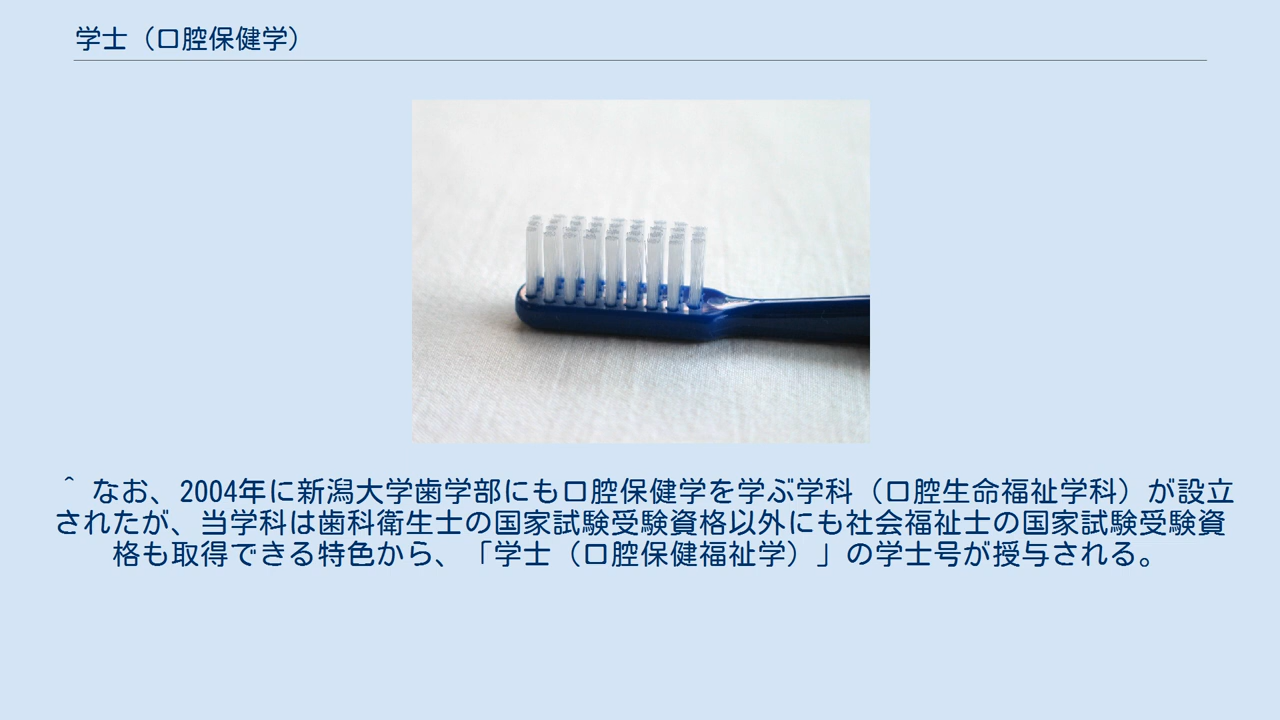 学士（口腔保健学）
^ なお、2004年に新潟大学歯学部にも口腔保健学を学ぶ学科（口腔生命福祉学科）が設立
されたが、当学科は歯科衛生士の国家試験受験資格以外にも社会福祉士の国家試験受験資
格も取得できる特色から、「学士（口腔保健福祉学）」の学士号が授与される。